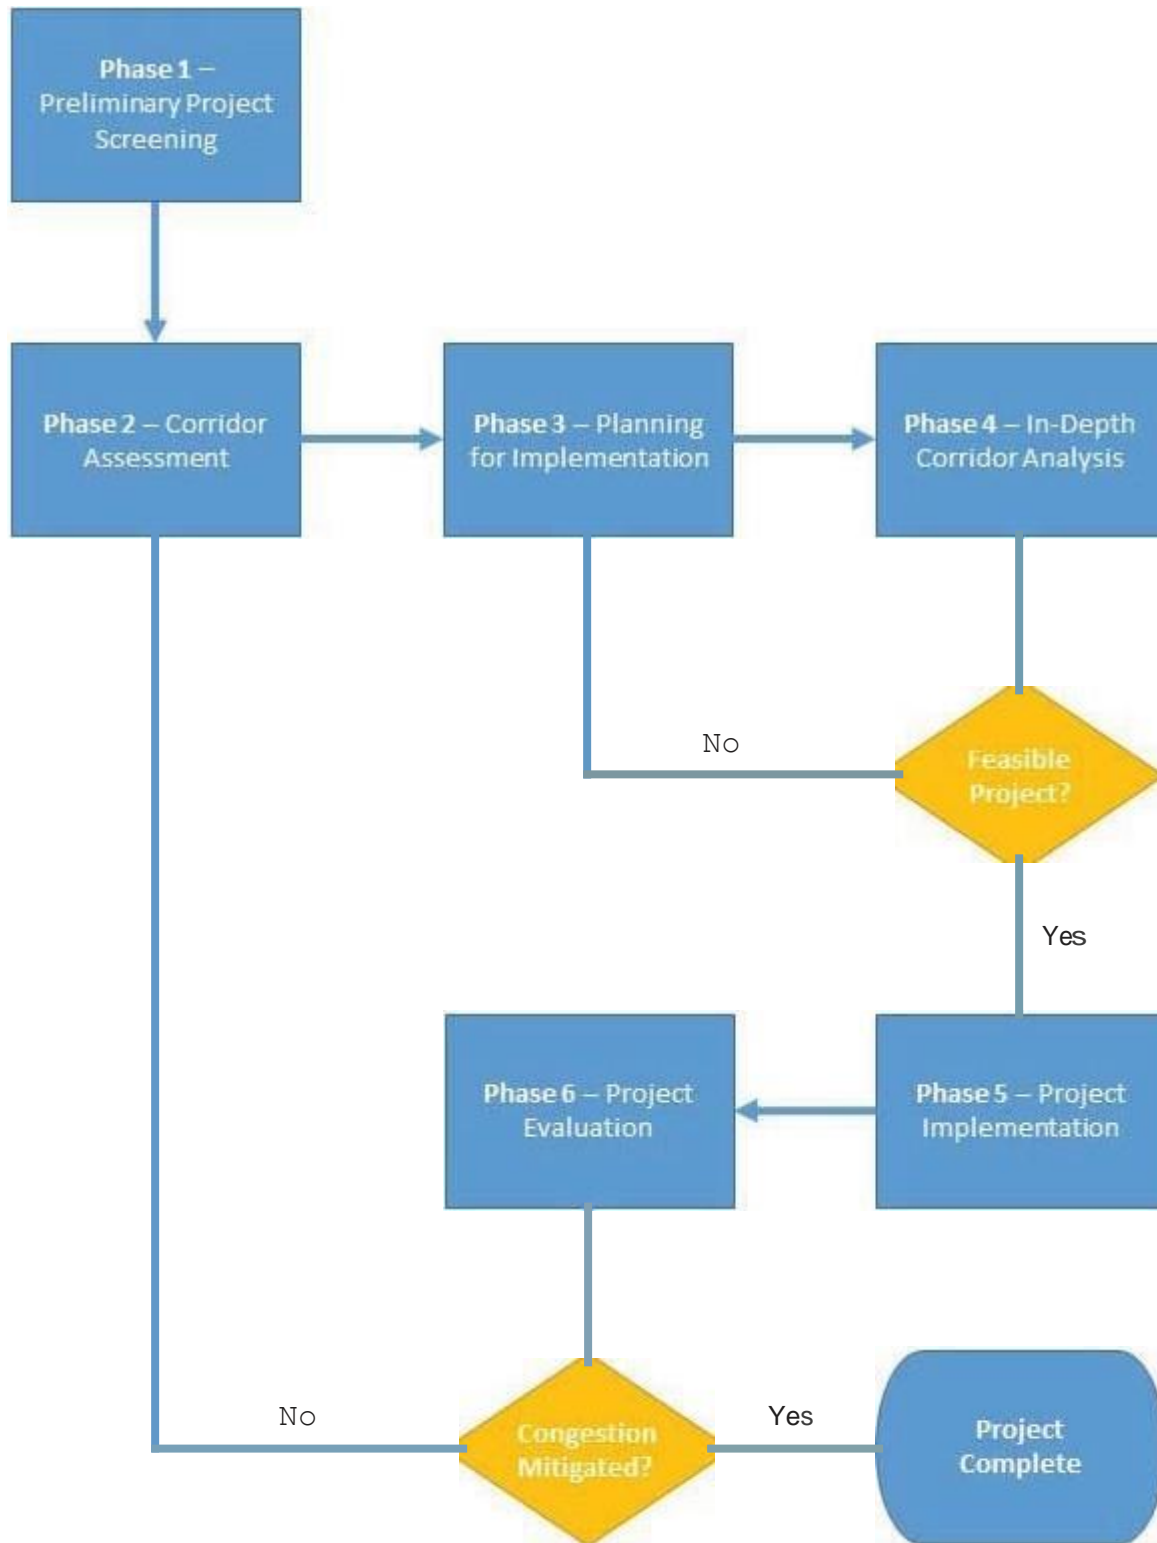 Phase 1 –
Preliminary Project
Screening
Phase 2 – Corridor
Assessment
Phase 3 – Planning
for Implementation
Phase 4 – In-Depth
Corridor Analysis
No
Feasible
Project?
Yes
Phase 6 – Project
Evaluation
Phase 5 – Project
Implementation
No
Congestion
Mitigated?
Yes
Project
Complete